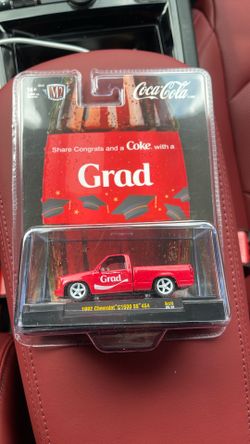 M2
Coca-Cola
Share Congrats and a Coke with a
Grad
Grad
1992 Chevrolet C1500 SS 454